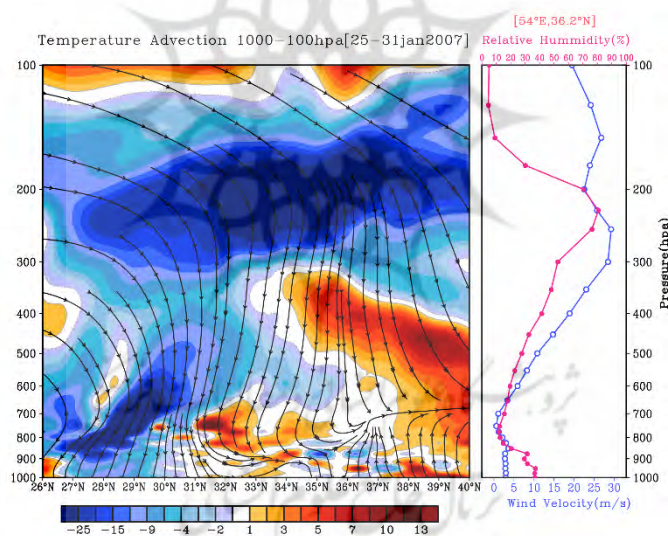 [54°E,36.2°N]
Temperature Advection 1000-100hpa[25-31jan2007]
Relative Hummidity(%)
0 10 20 30 40 50 60 70 80 90 100
100
200
300
400
500
600
700
800
900
1000
26°N 27°N 28°N 29°N 30°N 31°N 32°N 33°N 34°N 35°N 36°N 37°N 38°N 39°N 40°N
100
200
300
400
500
600
700
800
900
1000
Pressure(hpa)
0 5 10 15 20 25 30
Wind Velocity(m/s)
-25 -15 -9 -4 -2 1 3 5 7 10 13